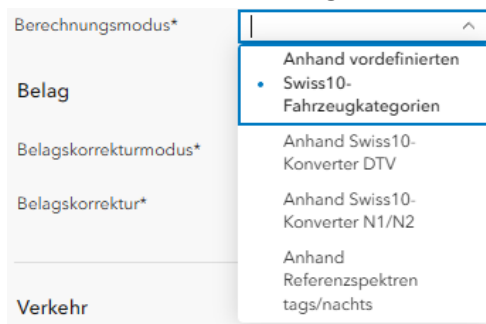 Berechnungsmodus*
Anhand vordefinierten
Swiss10-
Fahrzeugkategorien
Belag
Anhand Swiss10-
Konverter DTV
Belagskorrekturmodus*
Anhand Swiss10-
Konverter N1/N2
Belagskorrektur*
Anhand
Referenzspektren
tags/nachts
Verkehr